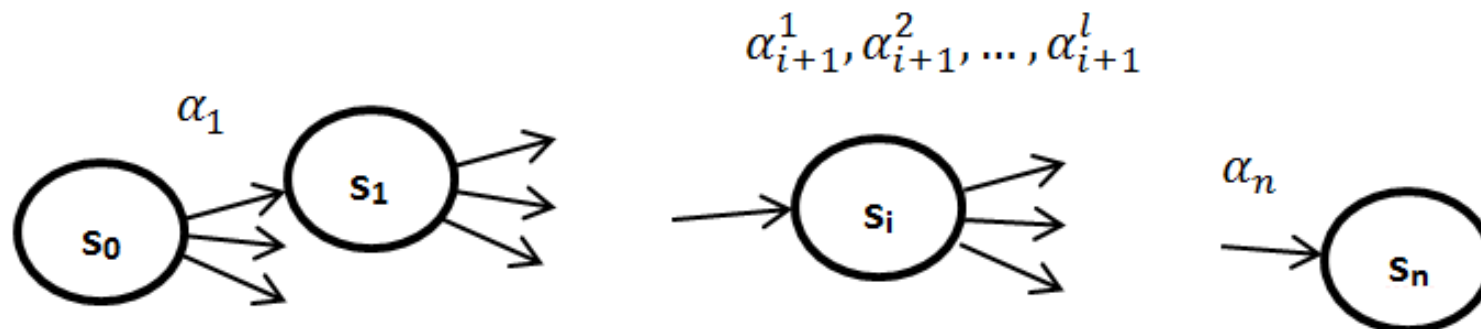 α_{i+1}^1, α_{i+1}^2, ..., α_{i+1}^l
α_1
α_n
s_0
s_1
s_i
s_n